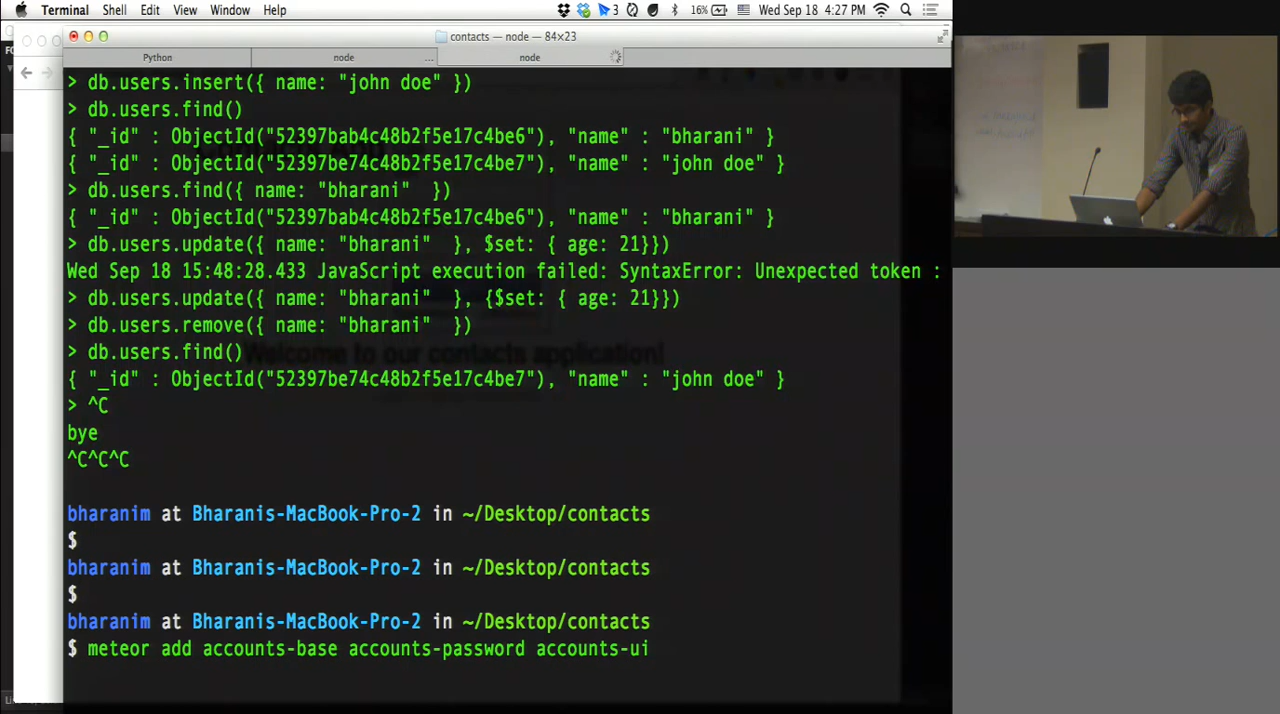 Terminal Shell Edit View Window Help 3 16% Wed Sep 18 4:27 PM
contacts — node — 84×23
Python node ... node
> db.users.insert({ name: "john doe" })
> db.users.find()
{ "_id" : ObjectId("52397bab4c48b2f5e17c4be6"), "name" : "bharani" }
{ "_id" : ObjectId("52397be74c48b2f5e17c4be7"), "name" : "john doe" }
> db.users.find({ name: "bharani"  })
{ "_id" : ObjectId("52397bab4c48b2f5e17c4be6"), "name" : "bharani" }
> db.users.update({ name: "bharani"  }, $set: { age: 21}})
Wed Sep 18 15:48:28.433 JavaScript execution failed: SyntaxError: Unexpected token :
> db.users.update({ name: "bharani"  }, {$set: { age: 21}})
> db.users.remove({ name: "bharani"  })
> db.users.find()
Welcome to our contacts application!
{ "_id" : ObjectId("52397be74c48b2f5e17c4be7"), "name" : "john doe" }
> ^C
bye
^C^C^C
bharanim at Bharanis-MacBook-Pro-2 in ~/Desktop/contacts
$
bharanim at Bharanis-MacBook-Pro-2 in ~/Desktop/contacts
$
bharanim at Bharanis-MacBook-Pro-2 in ~/Desktop/contacts
$ meteor add accounts-base accounts-password accounts-ui